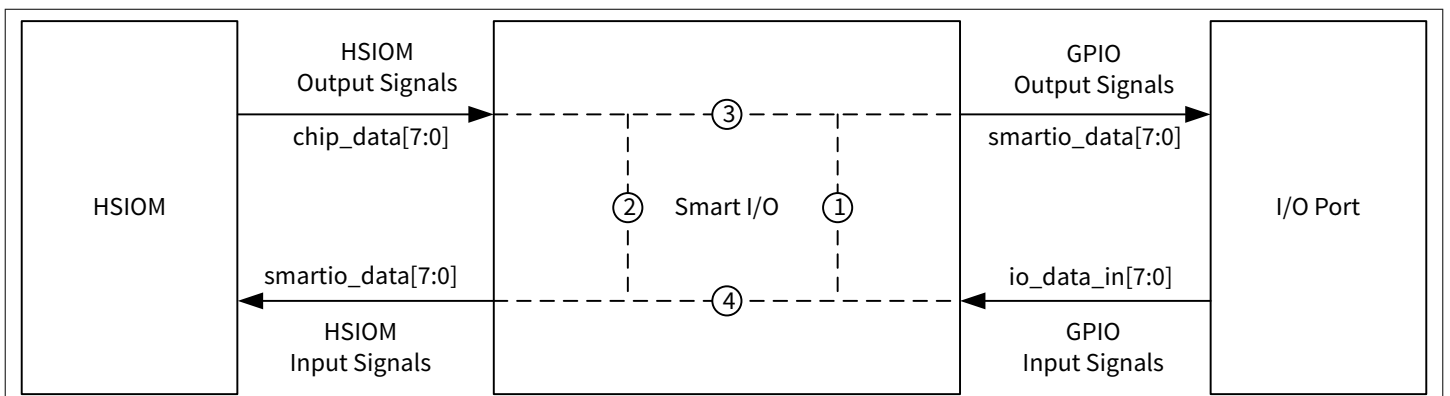 HSIOM
HSIOM
Output Signals
chip_data[7:0]
smartio_data[7:0]
HSIOM
Input Signals
3
2
Smart I/O
1
4
GPIO
Output Signals
smartio_data[7:0]
io_data_in[7:0]
GPIO
Input Signals
I/O Port